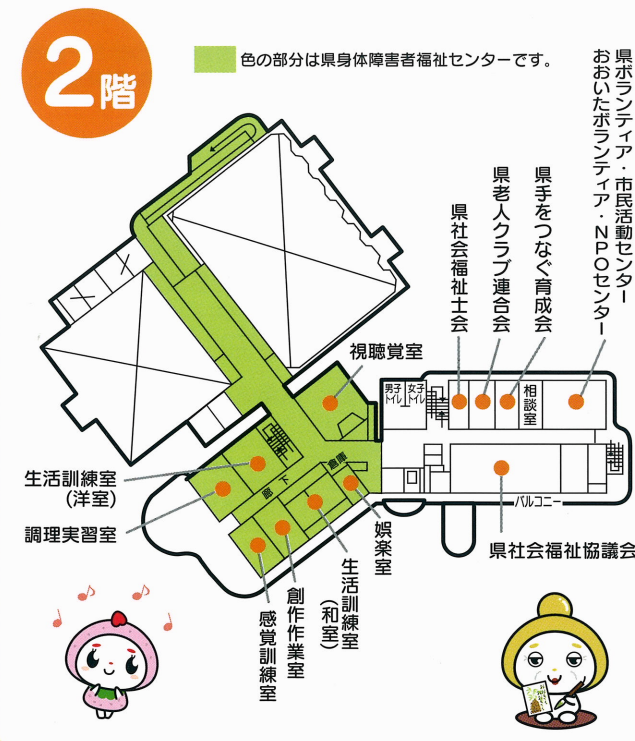 2階
色の部分は県身体障害者福祉センターです。
県ボランティア・市民活動センター
おおいたボランティア・NPOセンター
県手をつなぐ育成会
県老人クラブ連合会
県社会福祉士会
視聴覚室
男子
トイレ
女子
トイレ
相談室
生活訓練室
(洋室)
調理実習室
倉庫
廊下
バルコニー
県社会福祉協議会
娯楽室
生活訓練室
(和室)
創作作業室
感覚訓練室